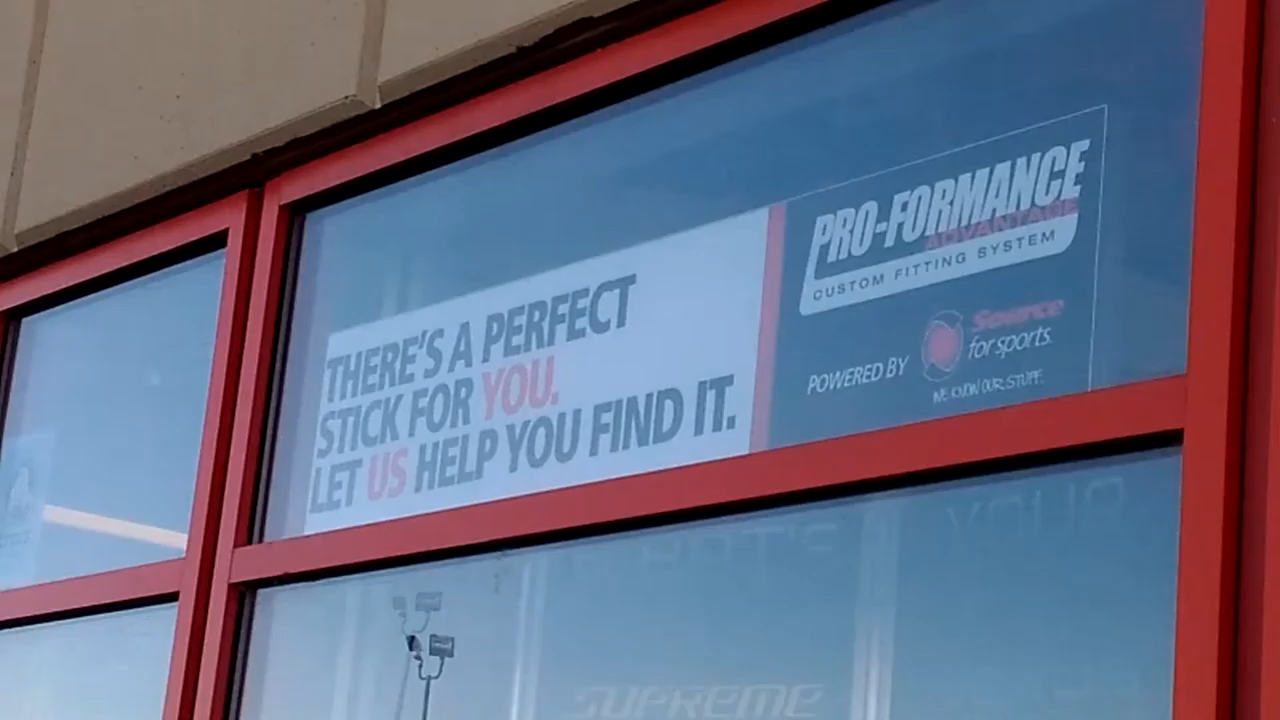 THERE'S A PERFECT
STICK FOR YOU.
LET US HELP YOU FIND IT.
PRO-FORMANCE
ADVANTAGE
CUSTOM FITTING SYSTEM
POWERED BY
Source
for sports.
WE KNOW OUR STUFF.
SUPREME